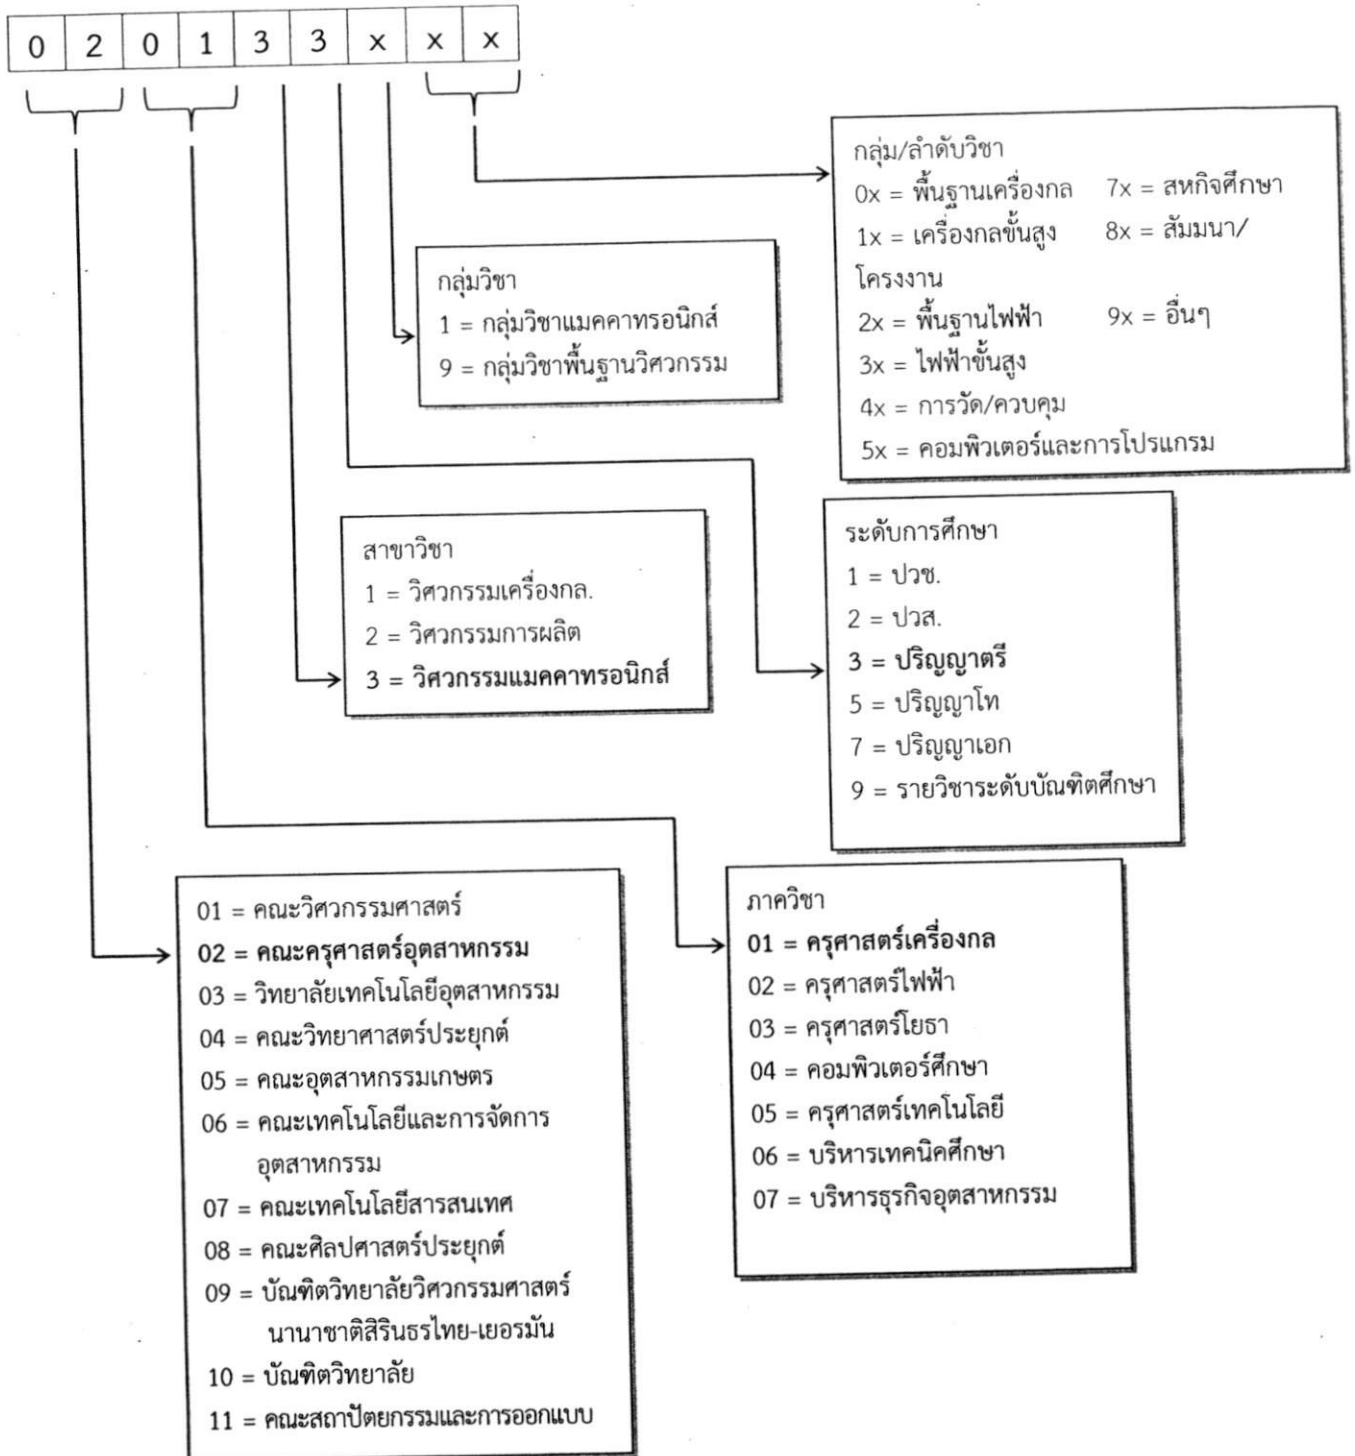 0 2 0 1 3 3 x x x
กลุ่ม/ลำดับวิชา
0x = พื้นฐานเครื่องกล 7x = สหกิจศึกษา
1x = เครื่องกลขั้นสูง 8x = สัมมนา/
โครงงาน
2x = พื้นฐานไฟฟ้า 9x = อื่นๆ
3x = ไฟฟ้าขั้นสูง
4x = การวัด/ควบคุม
5x = คอมพิวเตอร์และการโปรแกรม
กลุ่มวิชา
1 = กลุ่มวิชาแมคคาทรอนิกส์
9 = กลุ่มวิชาพื้นฐานวิศวกรรม
สาขาวิชา
1 = วิศวกรรมเครื่องกล.
2 = วิศวกรรมการผลิต
3 = วิศวกรรมแมคคาทรอนิกส์
ระดับการศึกษา
1 = ปวช.
2 = ปวส.
3 = ปริญญาตรี
5 = ปริญญาโท
7 = ปริญญาเอก
9 = รายวิชาระดับบัณฑิตศึกษา
01 = คณะวิศวกรรมศาสตร์
02 = คณะครุศาสตร์อุตสาหกรรม
03 = วิทยาลัยเทคโนโลยีอุตสาหกรรม
04 = คณะวิทยาศาสตร์ประยุกต์
05 = คณะอุตสาหกรรมเกษตร
06 = คณะเทคโนโลยีและการจัดการ
อุตสาหกรรม
07 = คณะเทคโนโลยีสารสนเทศ
08 = คณะศิลปศาสตร์ประยุกต์
09 = บัณฑิตวิทยาลัยวิศวกรรมศาสตร์
นานาชาติสิรินธรไทย-เยอรมัน
10 = บัณฑิตวิทยาลัย
11 = คณะสถาปัตยกรรมและการออกแบบ
ภาควิชา
01 = ครุศาสตร์เครื่องกล
02 = ครุศาสตร์ไฟฟ้า
03 = ครุศาสตร์โยธา
04 = คอมพิวเตอร์ศึกษา
05 = ครุศาสตร์เทคโนโลยี
06 = บริหารเทคนิคศึกษา
07 = บริหารธุรกิจอุตสาหกรรม